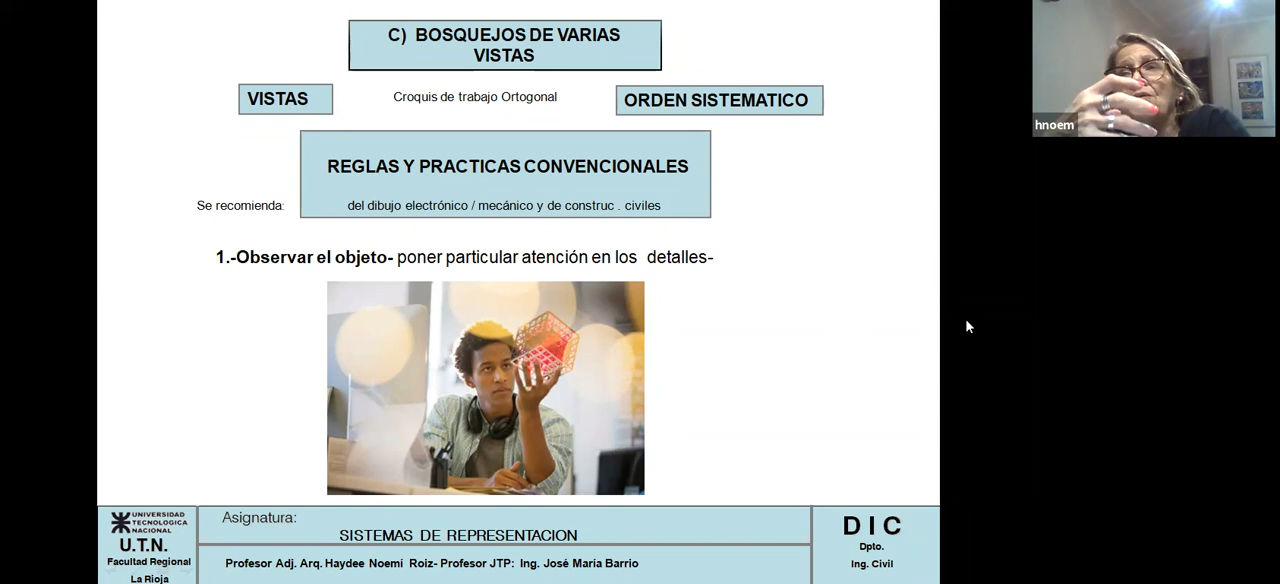 C) BOSQUEJOS DE VARIAS
VISTAS
VISTAS
Croquis de trabajo Ortogonal
ORDEN SISTEMATICO
REGLAS Y PRACTICAS CONVENCIONALES
Se recomienda:
del dibujo electrónico / mecánico y de construc . civiles
1.-Observar el objeto- poner particular atención en los detalles-
hnoem
UNIVERSIDAD
TECNOLOGICA
NACIONAL
U.T.N.
Facultad Regional
La Rioja
Asignatura:
SISTEMAS DE REPRESENTACION
Profesor Adj. Arq. Haydee Noemí Roiz- Profesor JTP: Ing. José María Barrio
D I C
Dpto.
Ing. Civil